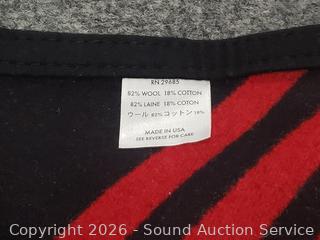 RN 29685
82% WOOL 18% COTTON
82% LAINE 18% COTON
ウール 82% コットン 18%
MADE IN USA
SEE REVERSE FOR CARE
Copyright 2026 - Sound Auction Service